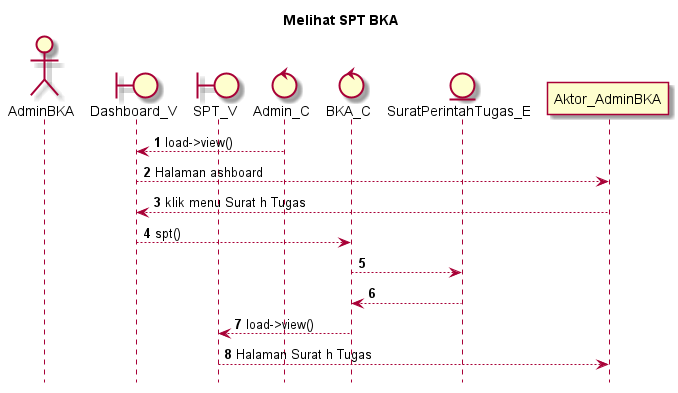 Melihat SPT BKA
AdminBKA
Dashboard_V
SPT_V
Admin_C
BKA_C
SuratPerintahTugas_E
Aktor_AdminBKA
1 load->view()
2 Halaman ashboard
3 klik menu Surat h Tugas
4 spt()
5
6
7 load->view()
8 Halaman Surat h Tugas